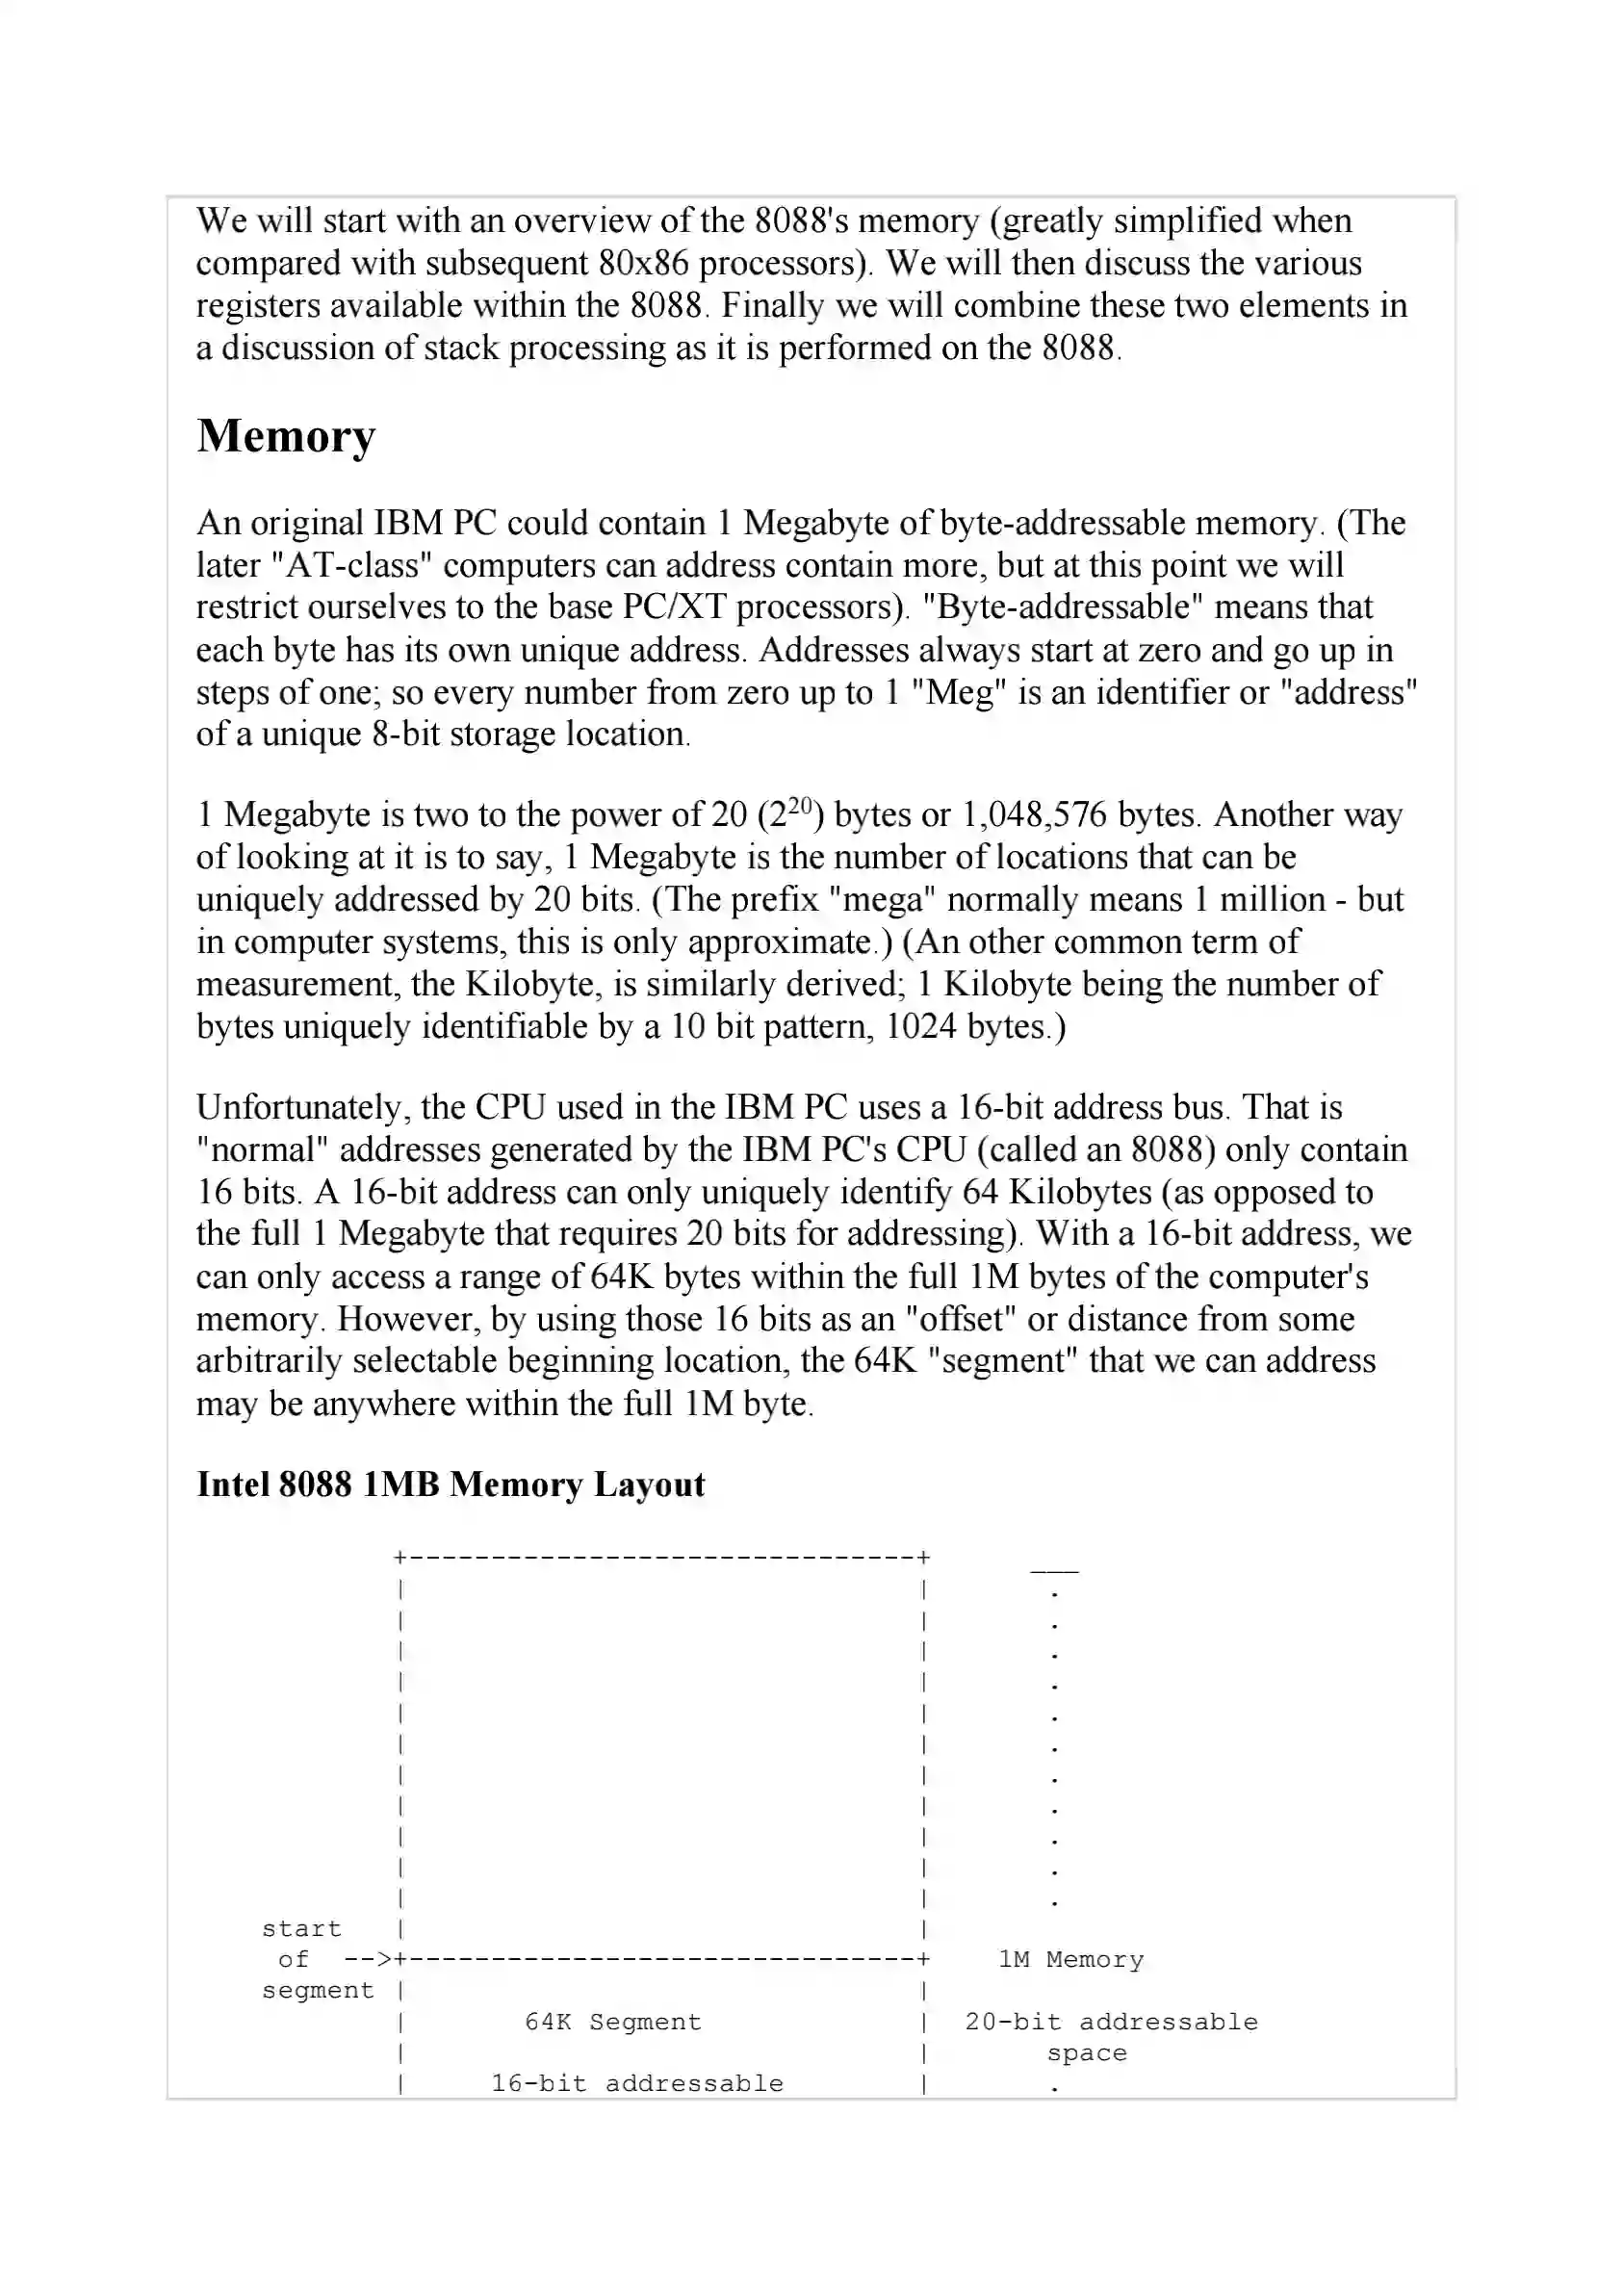 We will start with an overview of the 8088's memory (greatly simplified when
compared with subsequent 80x86 processors). We will then discuss the various
registers available within the 8088. Finally we will combine these two elements in
a discussion of stack processing as it is performed on the 8088.
Memory
An original IBM PC could contain 1 Megabyte of byte-addressable memory. (The
later "AT-class" computers can address contain more, but at this point we will
restrict ourselves to the base PC/XT processors). "Byte-addressable" means that
each byte has its own unique address. Addresses always start at zero and go up in
steps of one; so every number from zero up to 1 "Meg" is an identifier or "address"
of a unique 8-bit storage location.
1 Megabyte is two to the power of 20 (2^20) bytes or 1,048,576 bytes. Another way
of looking at it is to say, 1 Megabyte is the number of locations that can be
uniquely addressed by 20 bits. (The prefix "mega" normally means 1 million - but
in computer systems, this is only approximate.) (An other common term of
measurement, the Kilobyte, is similarly derived; 1 Kilobyte being the number of
bytes uniquely identifiable by a 10 bit pattern, 1024 bytes.)
Unfortunately, the CPU used in the IBM PC uses a 16-bit address bus. That is
"normal" addresses generated by the IBM PC's CPU (called an 8088) only contain
16 bits. A 16-bit address can only uniquely identify 64 Kilobytes (as opposed to
the full 1 Megabyte that requires 20 bits for addressing). With a 16-bit address, we
can only access a range of 64K bytes within the full 1M bytes of the computer's
memory. However, by using those 16 bits as an "offset" or distance from some
arbitrarily selectable beginning location, the 64K "segment" that we can address
may be anywhere within the full 1M byte.
Intel 8088 1MB Memory Layout
+-------------------------------+ ___
| | .
| | .
| | .
| | .
| | .
| | .
| | .
| | .
| | .
| | .
| | .
start | |
of -->+-------------------------------+ 1M Memory
segment | |
| 64K Segment | 20-bit addressable
| | space
| 16-bit addressable | .